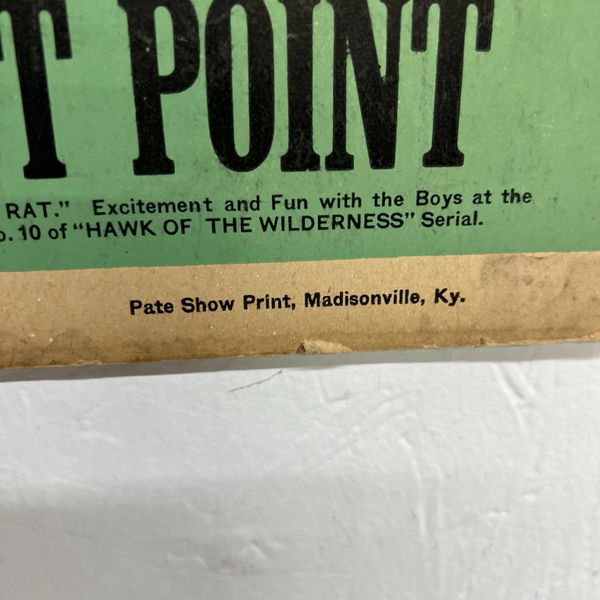 T POINT
RAT." Excitement and Fun with the Boys at the
o. 10 of "HAWK OF THE WILDERNESS" Serial.
Pate Show Print, Madisonville, Ky.